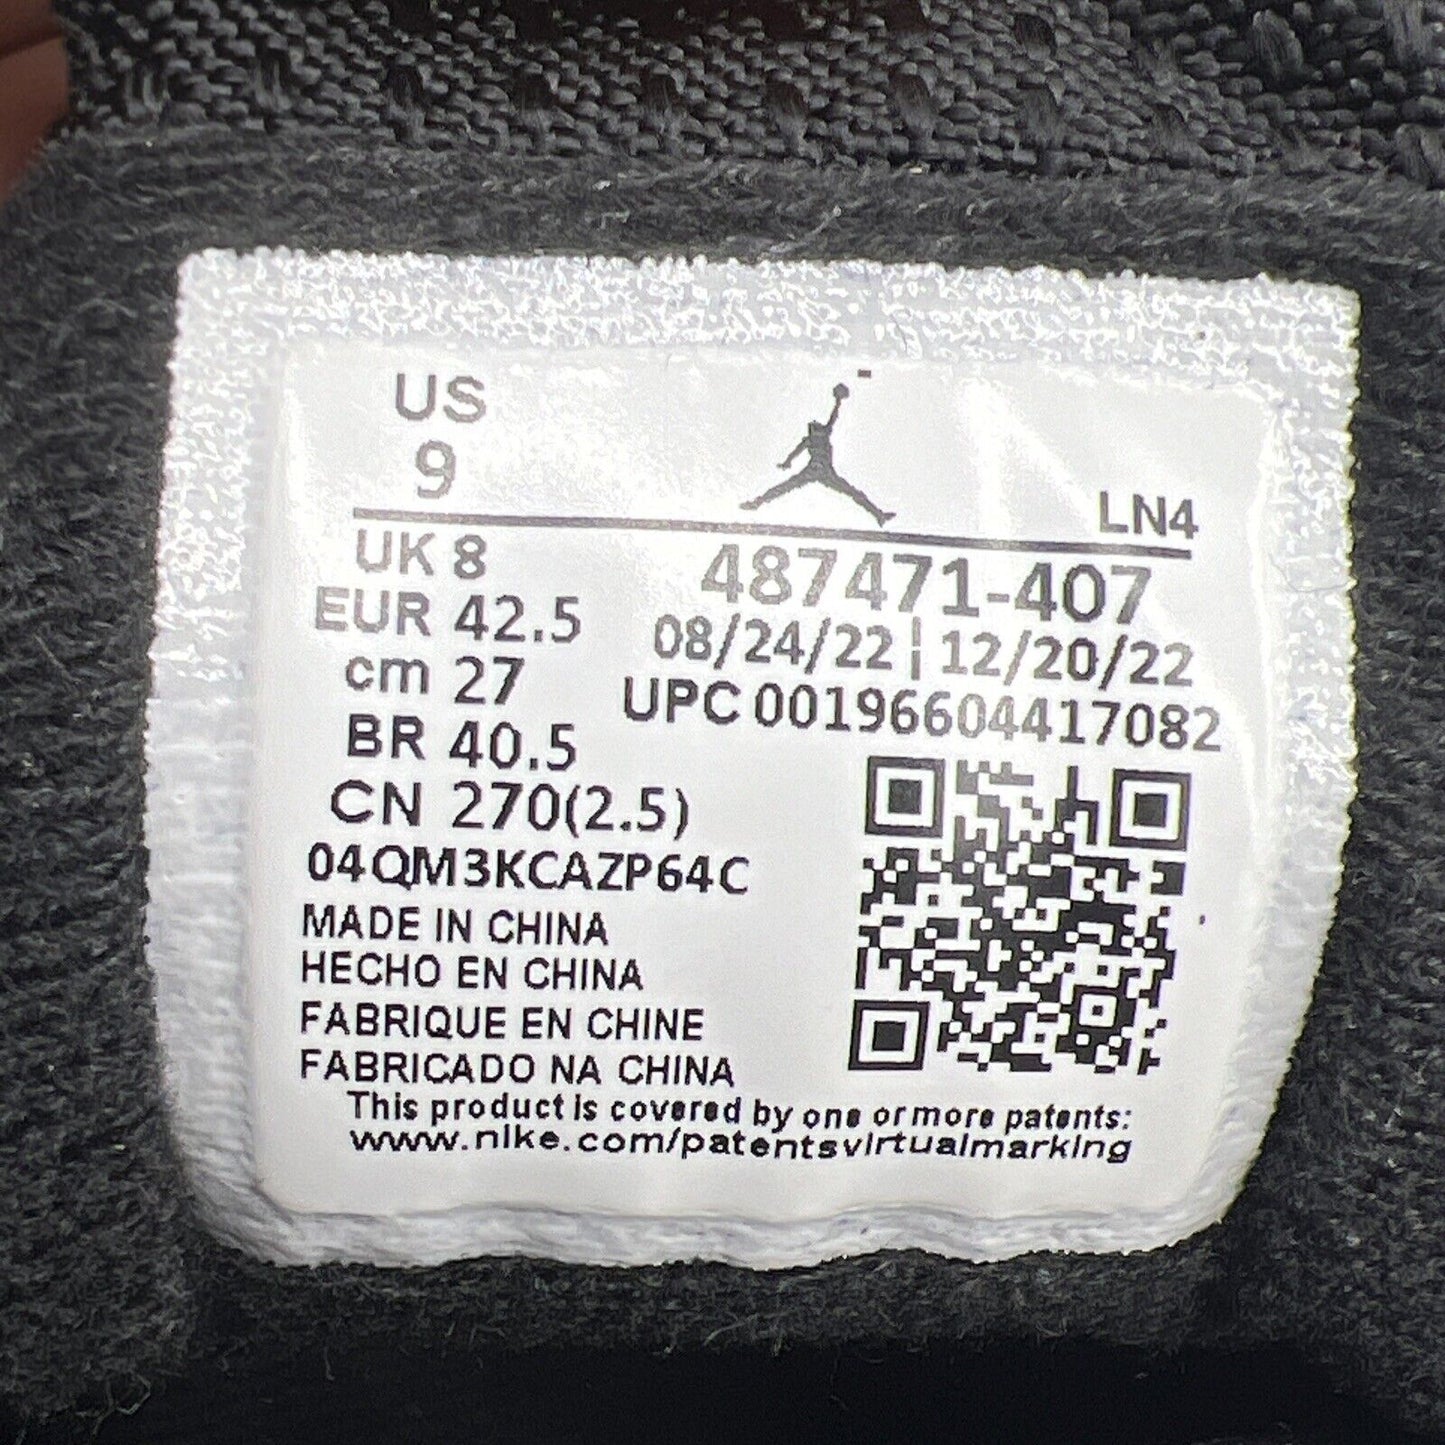 US
9
LN4
UK 8
487471-407
EUR 42.5
08/24/22 | 12/20/22
cm 27
UPC 00196604417082
BR 40.5
CN 270(2.5)
04QM3KCAZP64C
MADE IN CHINA
HECHO EN CHINA
FABRIQUE EN CHINE
FABRICADO NA CHINA
This product is covered by one or more patents:
www.nike.com/patentsvirtualmarking